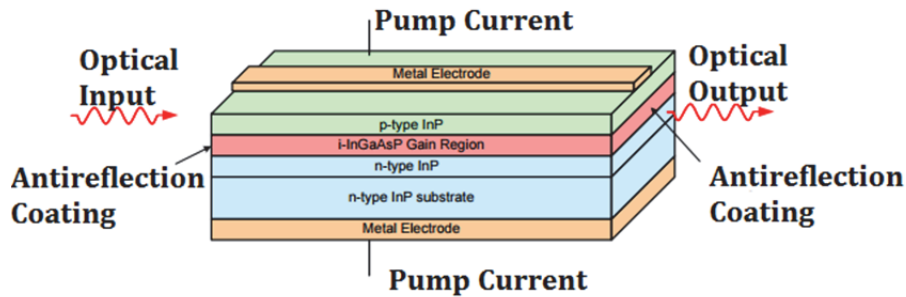 Pump Current
Optical
Input
Metal Electrode
Optical
Output
p-type InP
i-InGaAsP Gain Region
n-type InP
Antireflection
Coating
n-type InP substrate
Antireflection
Coating
Metal Electrode
Pump Current